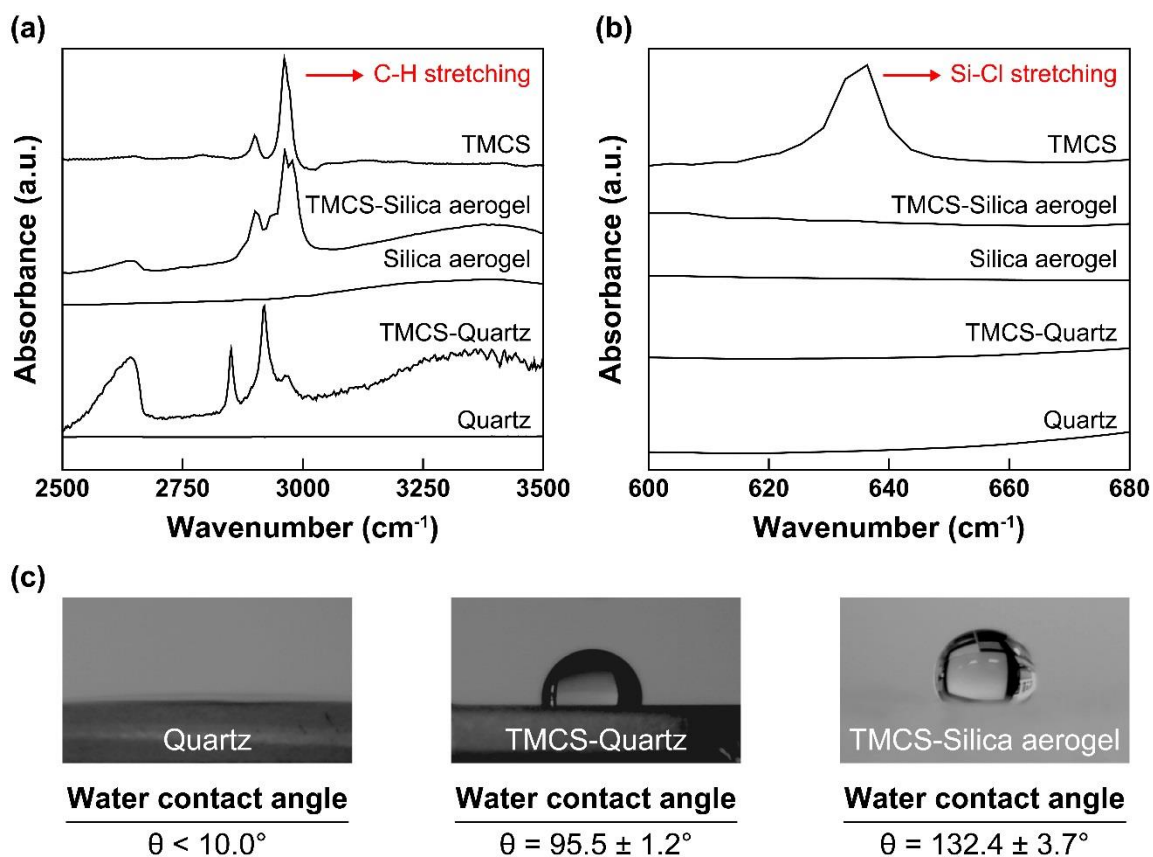 (a)
C-H stretching
TMCS
TMCS-Silica aerogel
Silica aerogel
TMCS-Quartz
Quartz
Absorbance (a.u.)
2500 2750 3000 3250 3500
Wavenumber (cm⁻¹)
(b)
Si-Cl stretching
TMCS
TMCS-Silica aerogel
Silica aerogel
TMCS-Quartz
Quartz
Absorbance (a.u.)
600 620 640 660 680
Wavenumber (cm⁻¹)
(c)
Quartz
Water contact angle
θ < 10.0°
TMCS-Quartz
Water contact angle
θ = 95.5 ± 1.2°
TMCS-Silica aerogel
Water contact angle
θ = 132.4 ± 3.7°